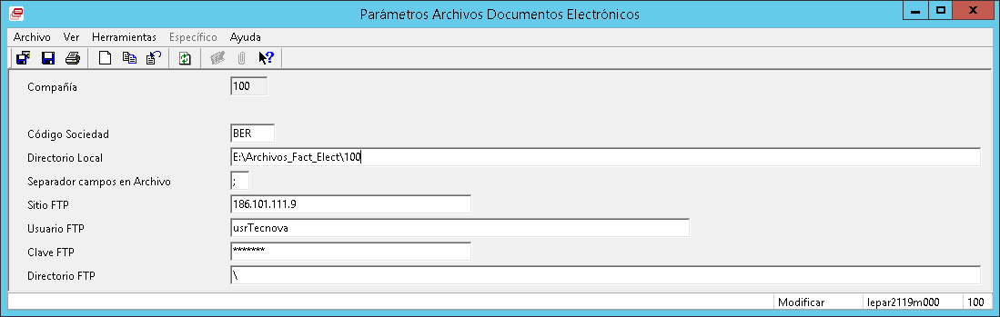 Parámetros Archivos Documentos Electrónicos
Archivo Ver Herramientas Específico Ayuda
Compañía 100
Código Sociedad BER
Directorio Local E:\Archivos_Fact_Elect\100
Separador campos en Archivo ;
Sitio FTP 186.101.111.9
Usuario FTP usrTecnova
Clave FTP *******
Directorio FTP \
Modificar lepar2119m000 100